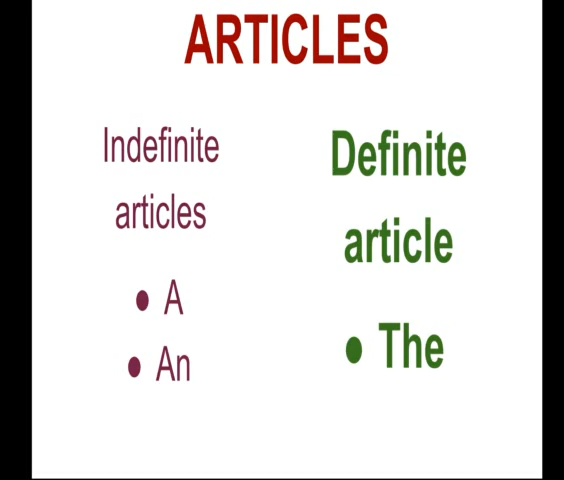 ARTICLES
Indefinite
articles
• A
• An
Definite
article
• The